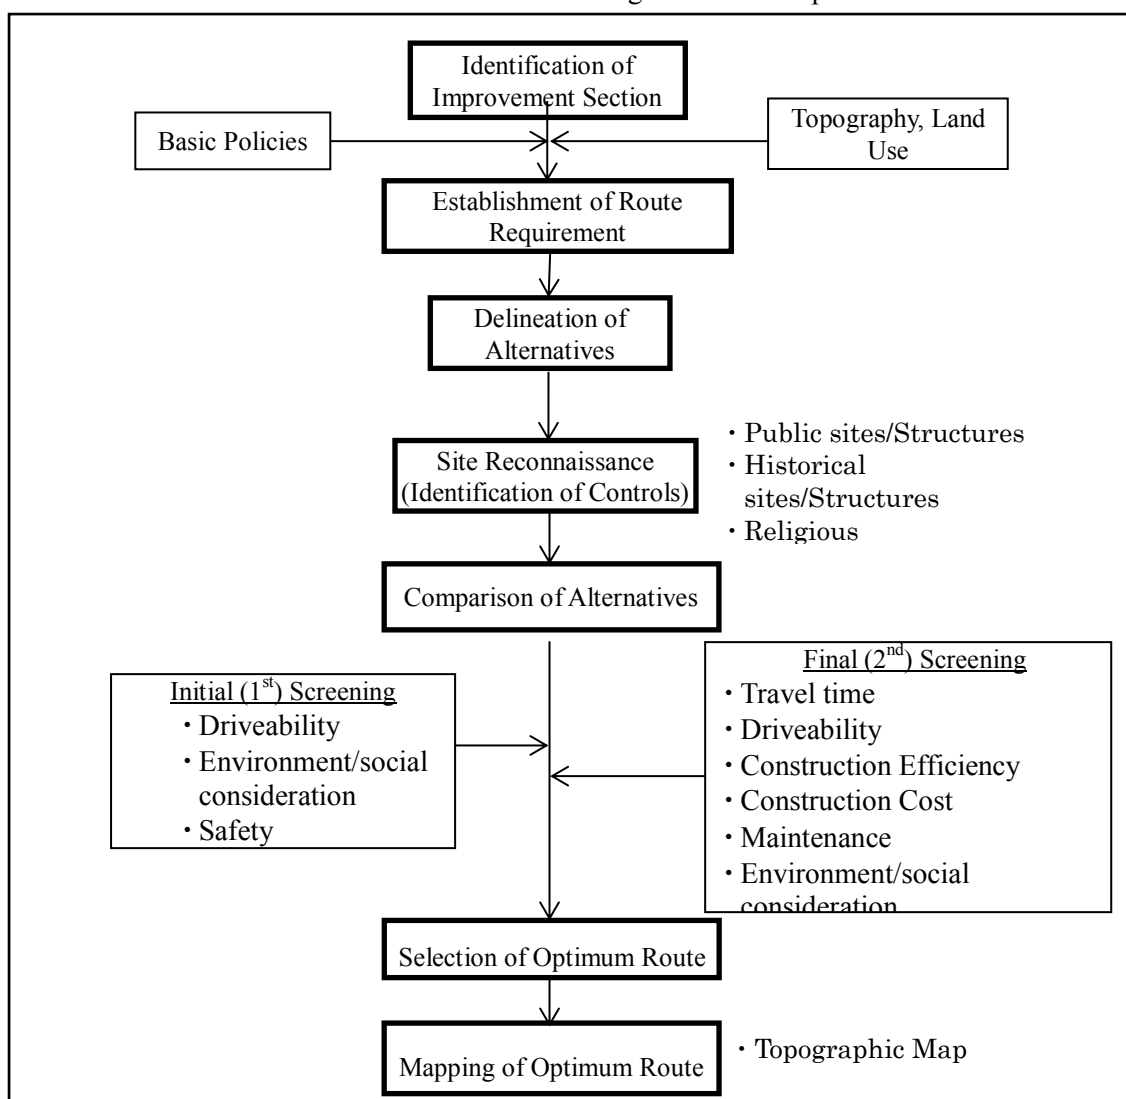 Identification of
Improvement Section
Basic Policies
Topography, Land
Use
Establishment of Route
Requirement
Delineation of
Alternatives
Site Reconnaissance
(Identification of Controls)
・Public sites/Structures
・Historical
sites/Structures
・Religious
Comparison of Alternatives
Initial (1st) Screening
・Driveability
・Environment/social
consideration
・Safety
Final (2nd) Screening
・Travel time
・Driveability
・Construction Efficiency
・Construction Cost
・Maintenance
・Environment/social
consideration
Selection of Optimum Route
Mapping of Optimum Route
・Topographic Map